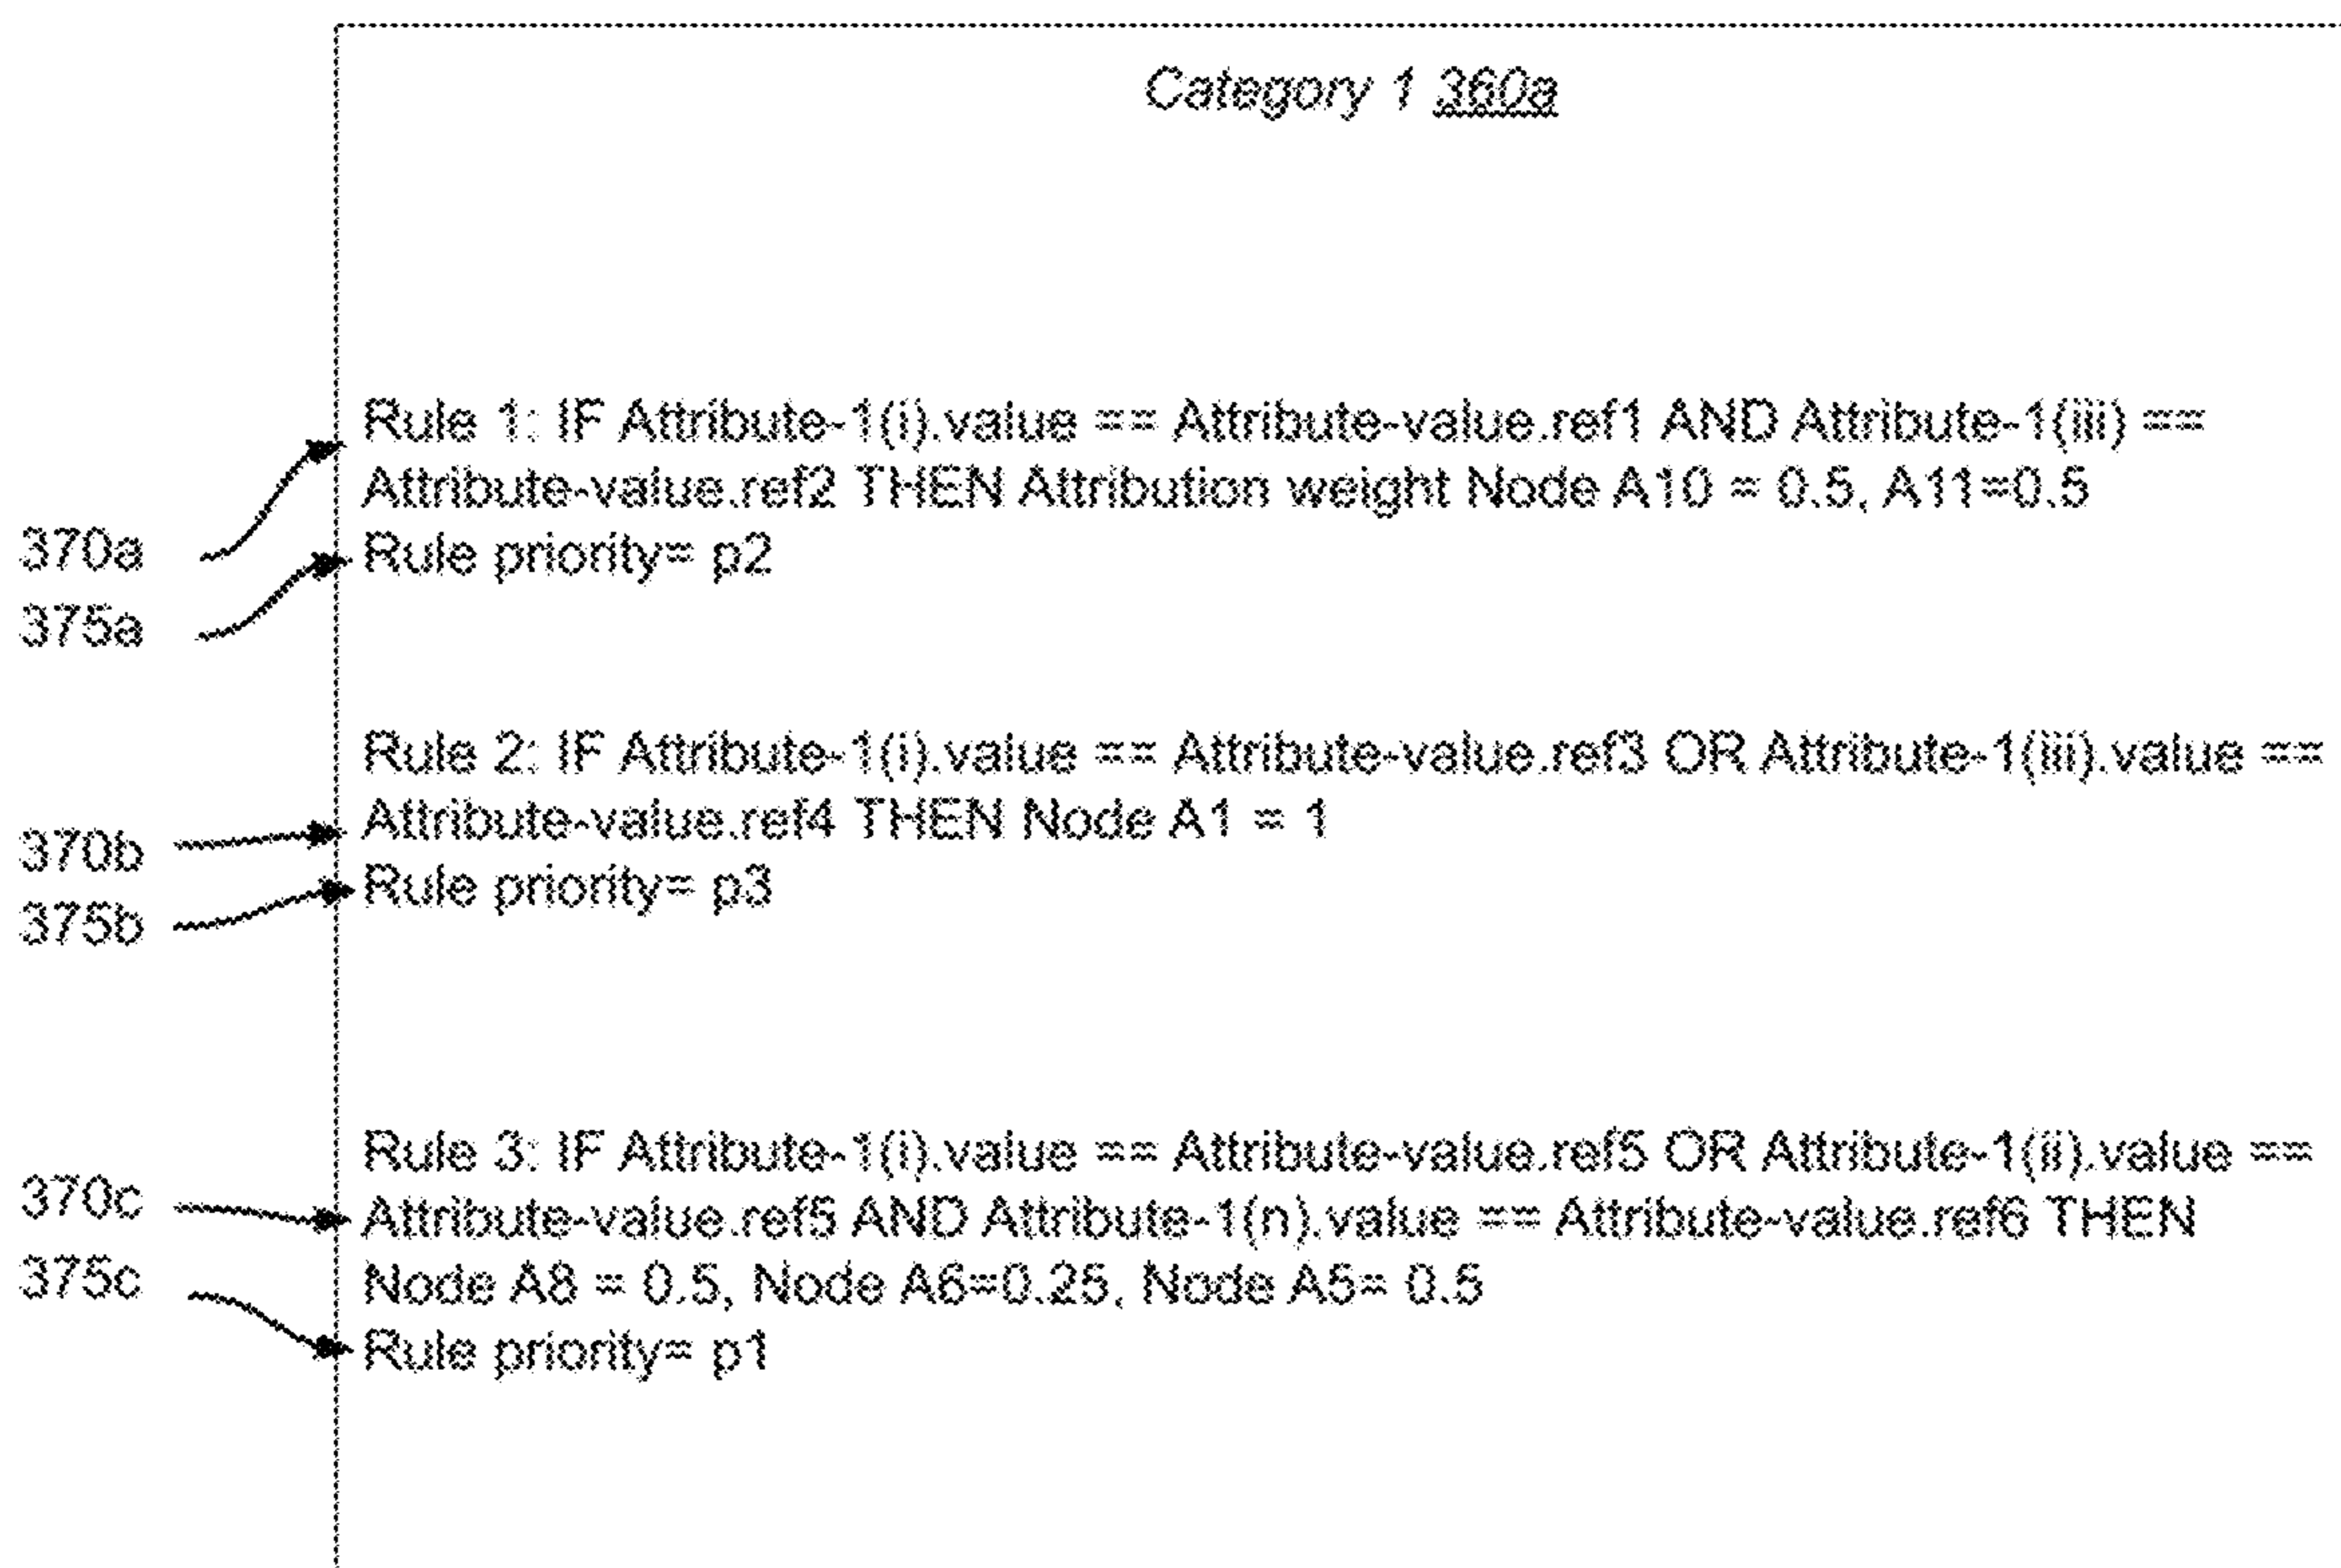 Category 1 360a
Rule 1: IF Attribute-1(i).value == Attribute-value.ref1 AND Attribute-1(iii) ==
Attribute-value.ref2 THEN Attribution weight Node A10 = 0.5, A11=0.5
370a
Rule priority= p2
375a
Rule 2: IF Attribute-1(i).value == Attribute-value.ref3 OR Attribute-1(iii).value ==
Attribute-value.ref4 THEN Node A1 = 1
370b
Rule priority= p3
375b
Rule 3: IF Attribute-1(i).value == Attribute-value.ref5 OR Attribute-1(ii).value ==
370c
Attribute-value.ref5 AND Attribute-1(n).value == Attribute-value.ref6 THEN
375c
Node A8 = 0.5, Node A6=0.25, Node A5= 0.5
Rule priority= p1